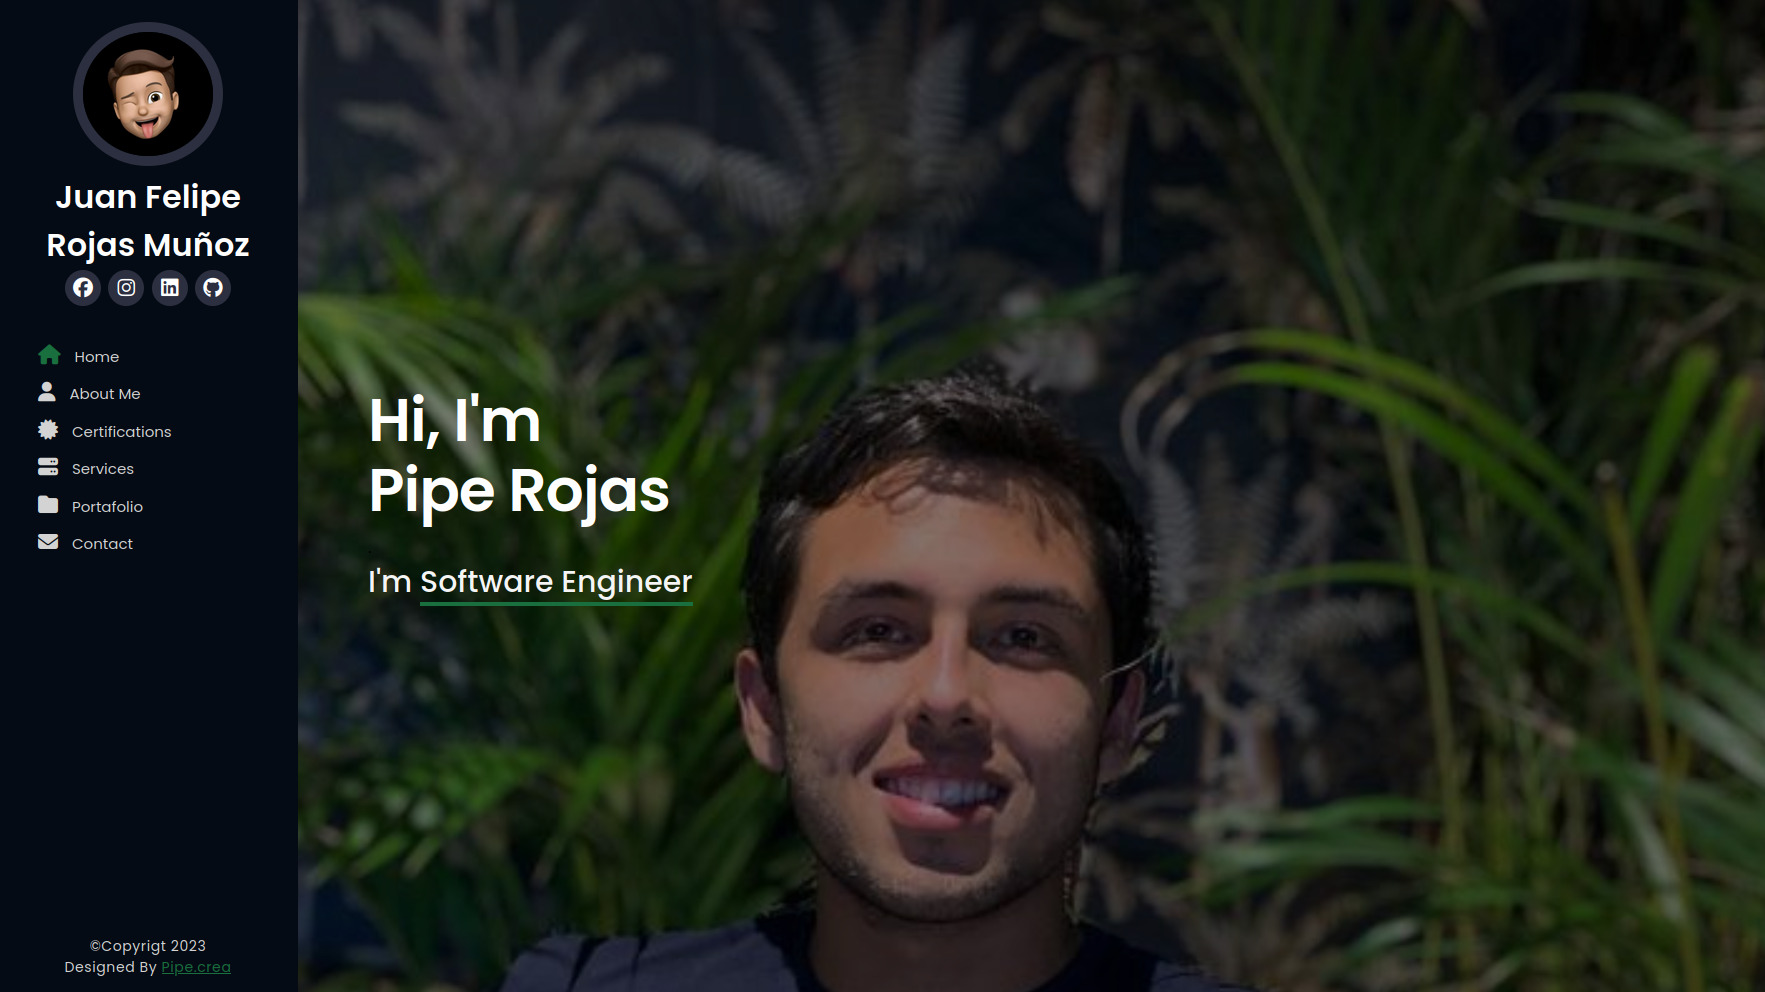 Juan Felipe
Rojas Muñoz
Home
About Me
Certifications
Services
Portafolio
Contact
Hi, I'm
Pipe Rojas
I'm Software Engineer
©Copyrigt 2023
Designed By Pipe.crea